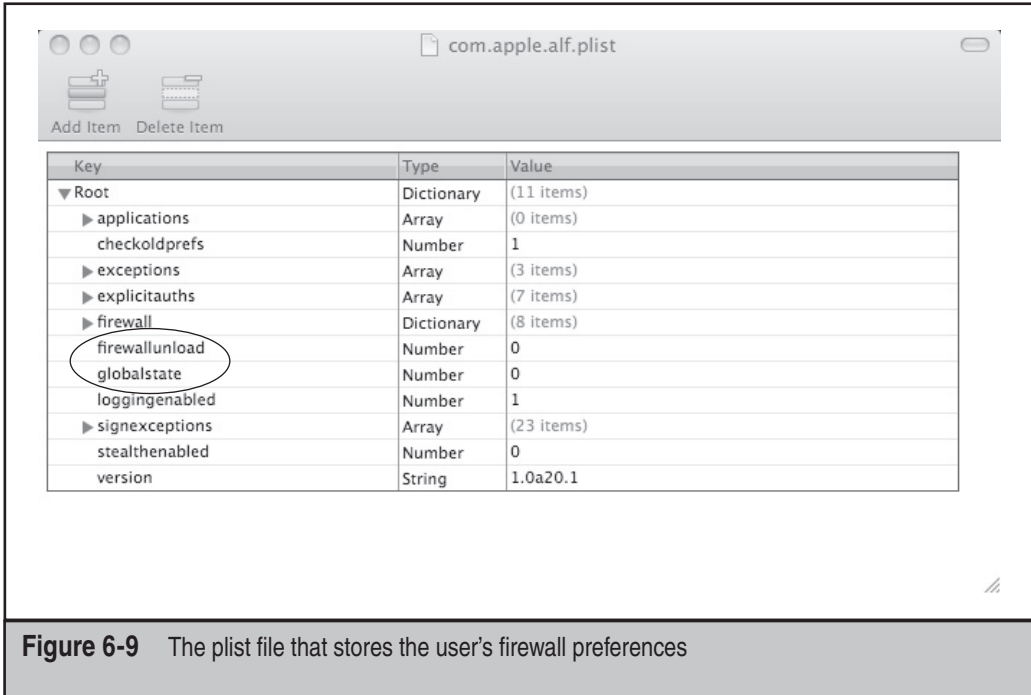 com.apple.alf.plist
Add Item Delete Item
Key Type Value
Root Dictionary (11 items)
applications Array (0 items)
checkoldprefs Number 1
exceptions Array (3 items)
explicitauths Array (7 items)
firewall Dictionary (8 items)
firewallunload Number 0
globalstate Number 0
loggingenabled Number 1
signexceptions Array (23 items)
stealthenabled Number 0
version String 1.0a20.1
Figure 6-9 The plist file that stores the user's firewall preferences